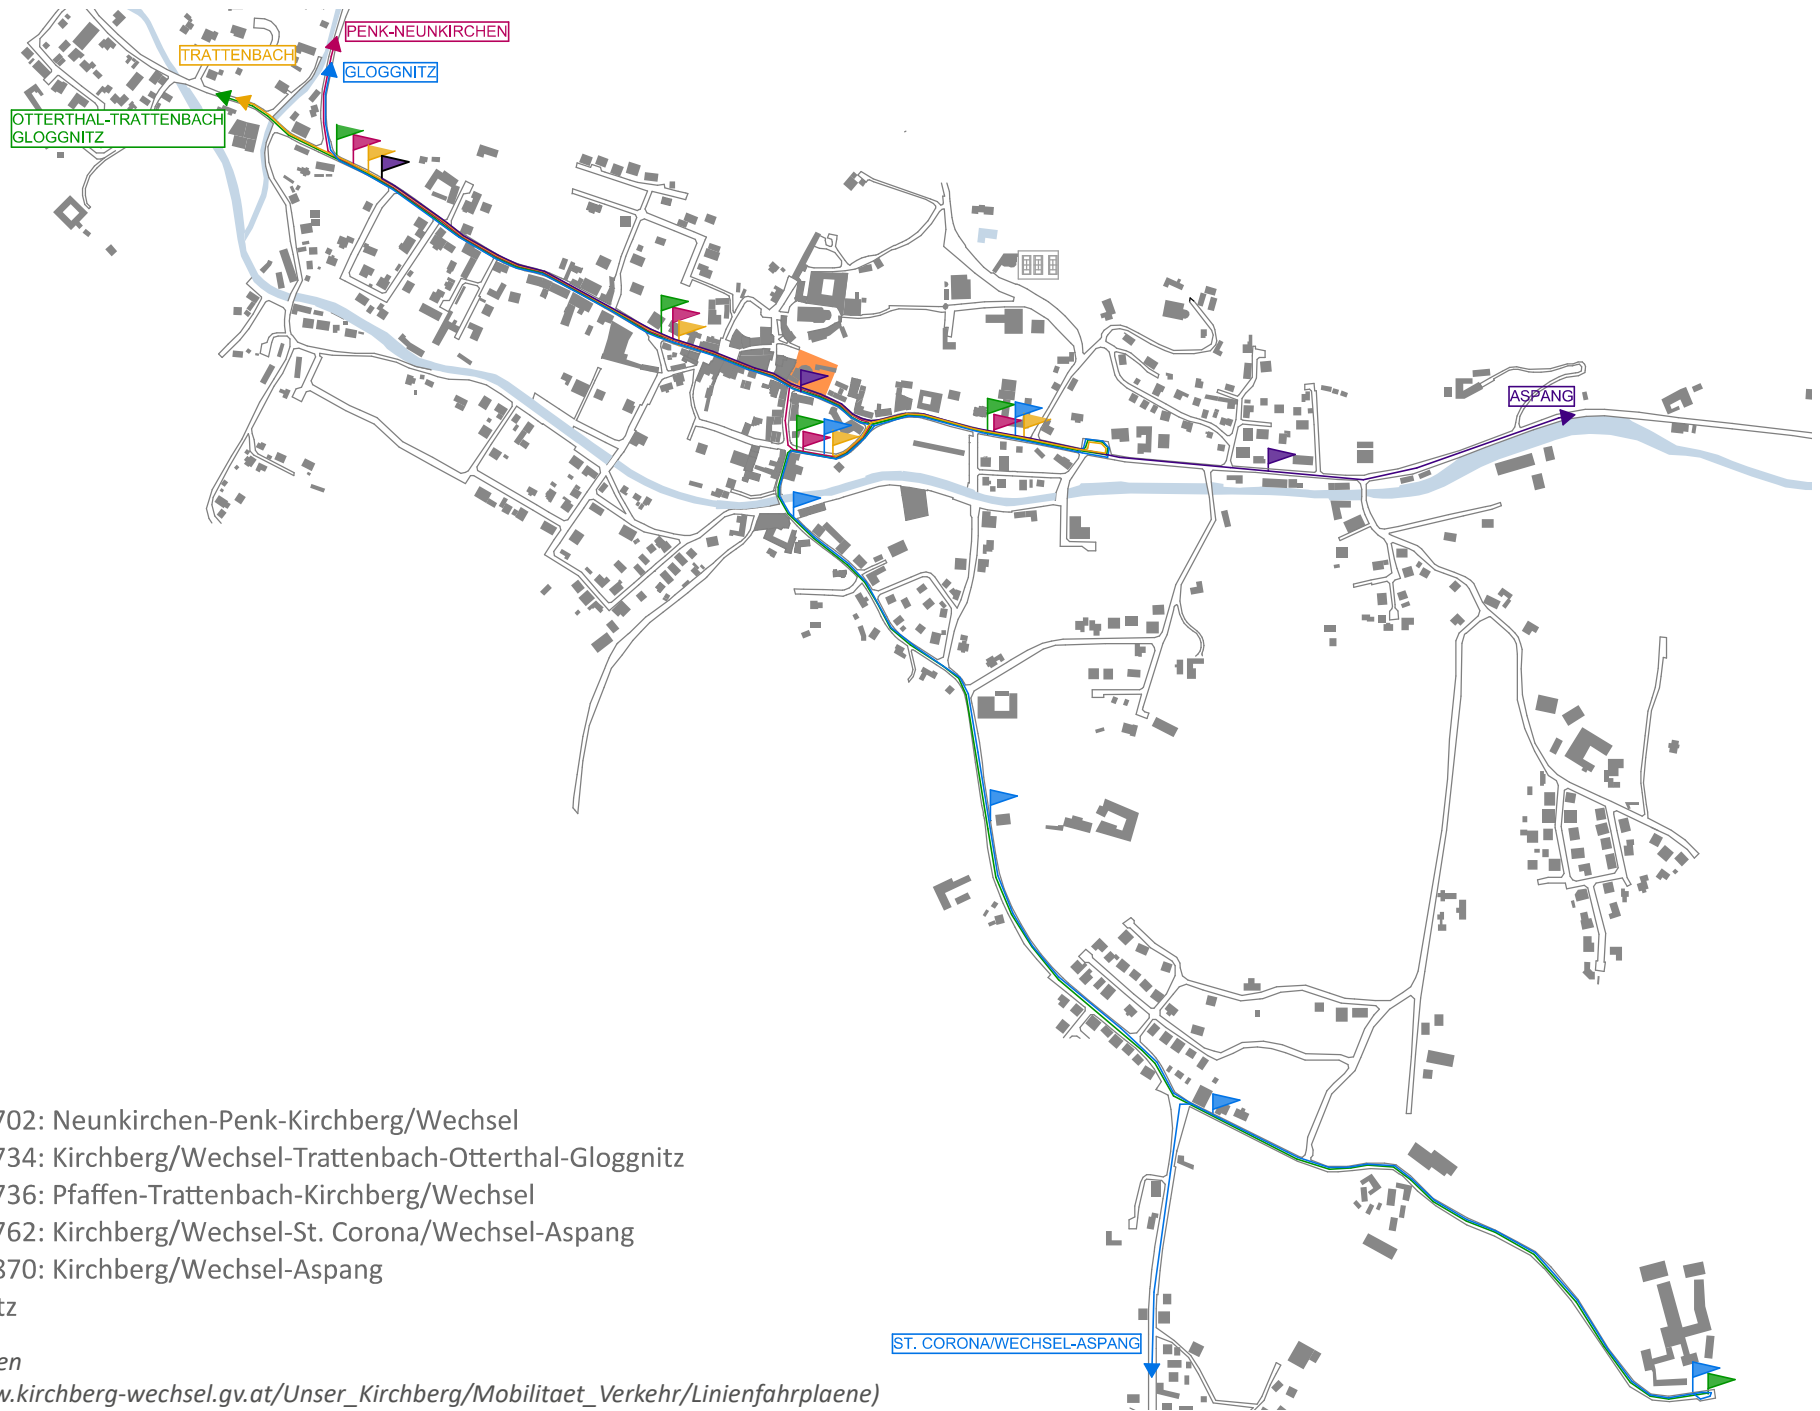 PENK-NEUNKIRCHEN
TRATTENBACH
GLOGGNITZ
OTTERTHAL-TRATTENBACH
GLOGGNITZ
ASPANG
702: Neunkirchen-Penk-Kirchberg/Wechsel
734: Kirchberg/Wechsel-Trattenbach-Otterthal-Gloggnitz
736: Pfaffen-Trattenbach-Kirchberg/Wechsel
762: Kirchberg/Wechsel-St. Corona/Wechsel-Aspang
870: Kirchberg/Wechsel-Aspang
tz
ST. CORONA/WECHSEL-ASPANG
en
w.kirchberg-wechsel.gv.at/Unser_Kirchberg/Mobilitaet_Verkehr/Linienfahrplaene)